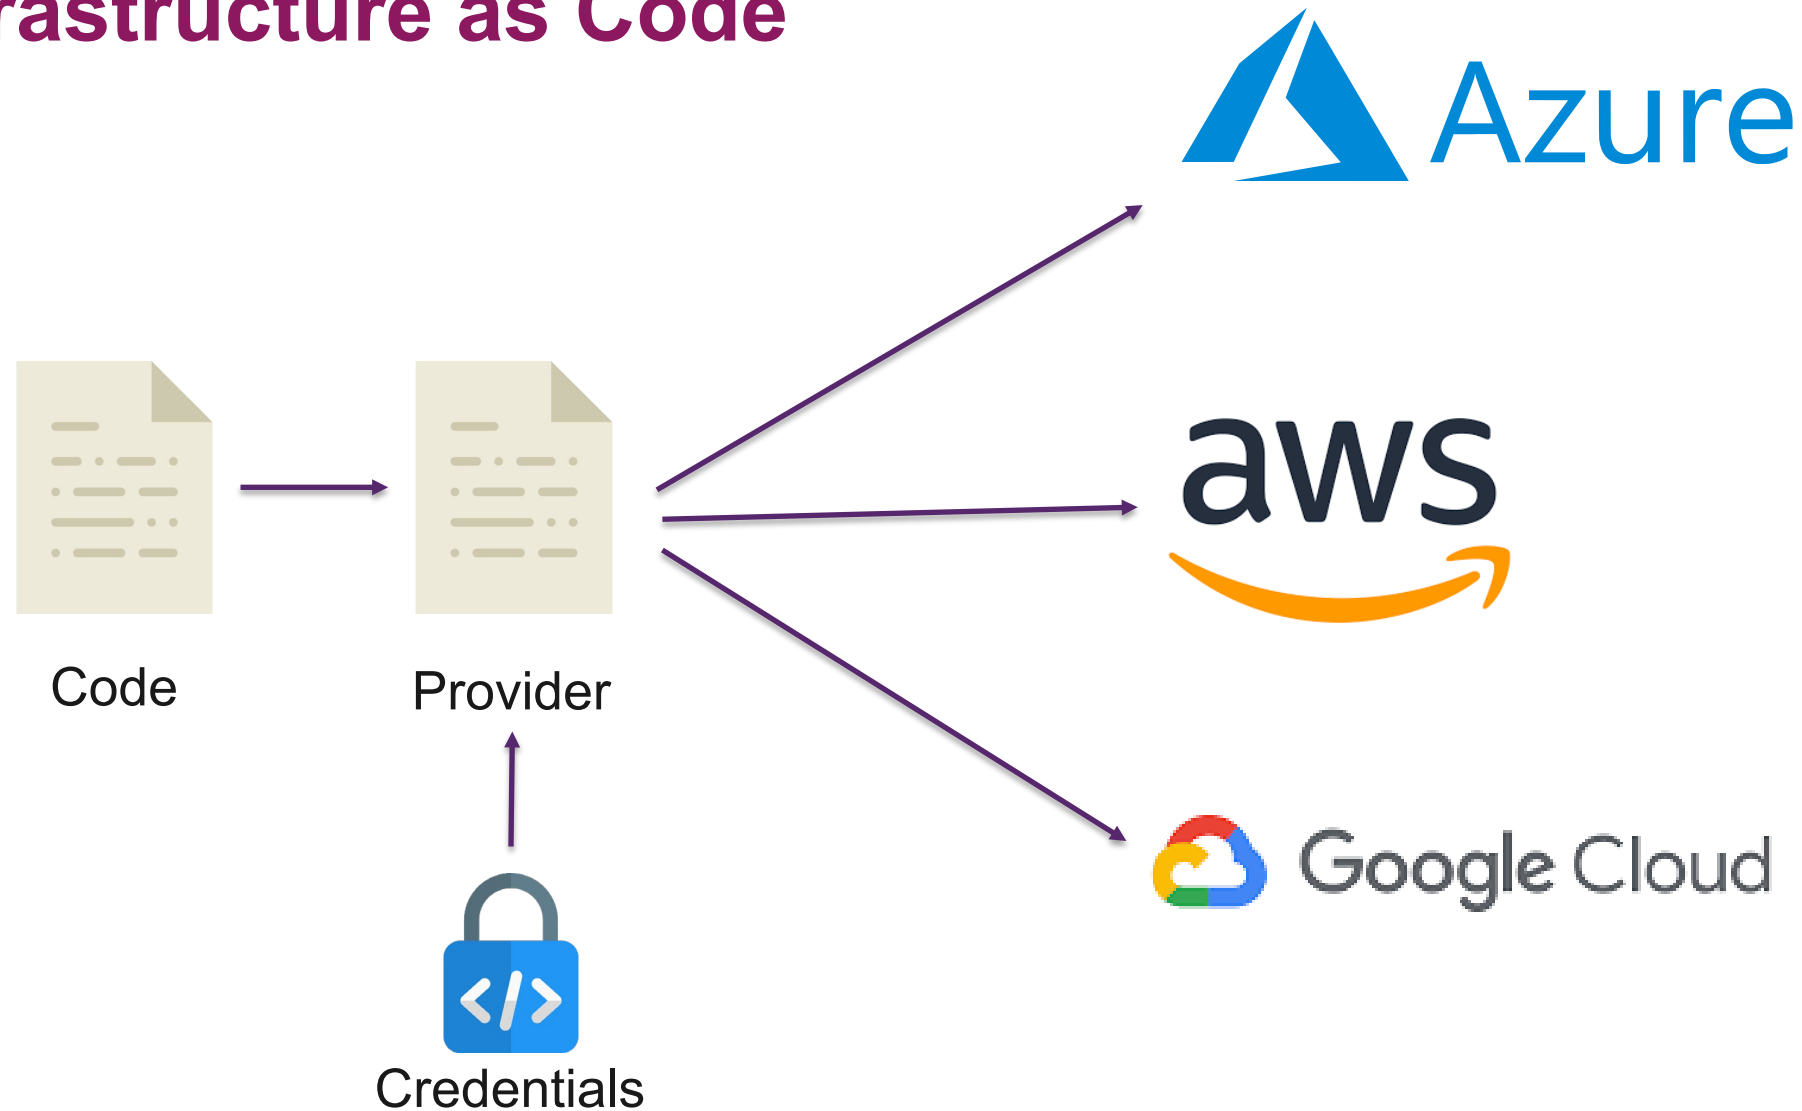 rastructure as Code
Azure
aws
Code
Provider
Google Cloud
</>
Credentials